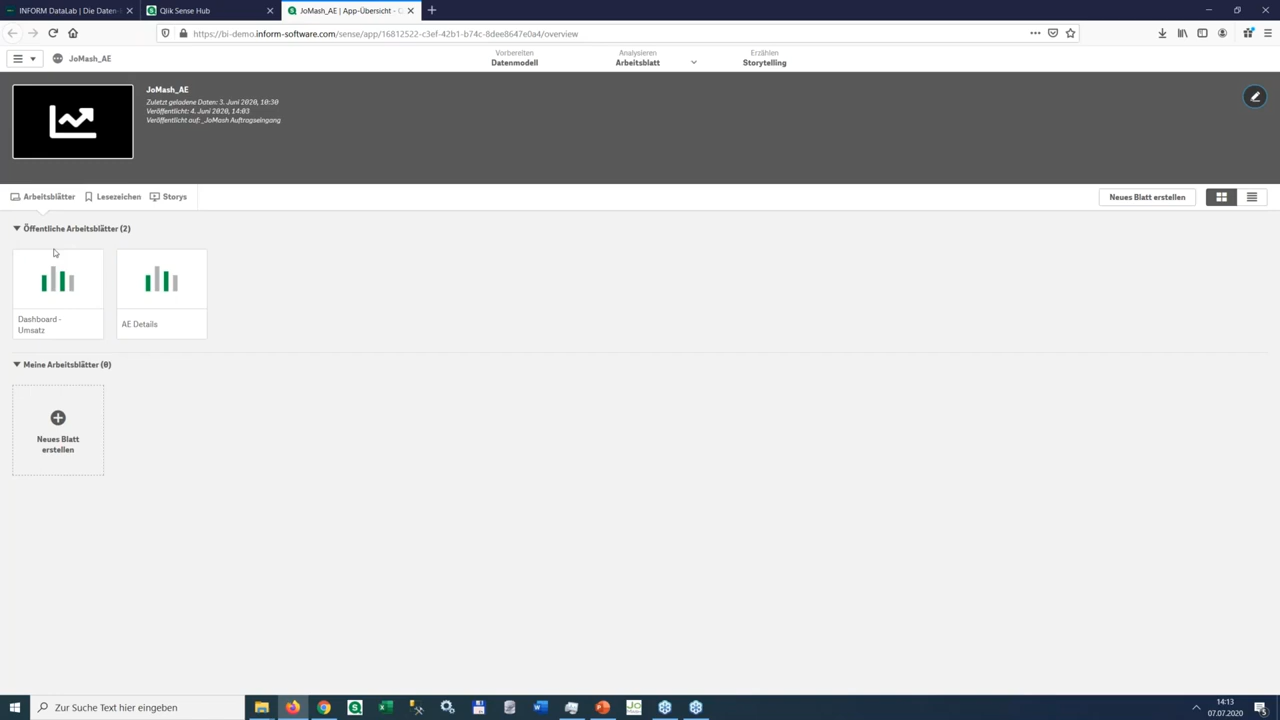 INFORM DataLab | Die Daten-
Qlik Sense Hub
JoMash_AE | App-Übersicht -
https://bi-demo.inform-software.com/sense/app/16812522-c3ef-42b1-b74c-8dee8647e0a4/overview
JoMash_AE
Vorbereiten
Datenmodell
Analysieren
Arbeitsblatt
Erzählen
Storytelling
JoMash_AE
Zuletzt geladene Daten: 3. Juni 2020, 10:30
Veröffentlicht: 4. Juni 2020, 14:03
Veröffentlicht auf: _JoMash Auftragseingang
Arbeitsblätter
Lesezeichen
Storys
Neues Blatt erstellen
Öffentliche Arbeitsblätter (2)
Dashboard -
Umsatz
AE Details
Meine Arbeitsblätter (0)
Neues Blatt
erstellen
Zur Suche Text hier eingeben
14:13
07.07.2020